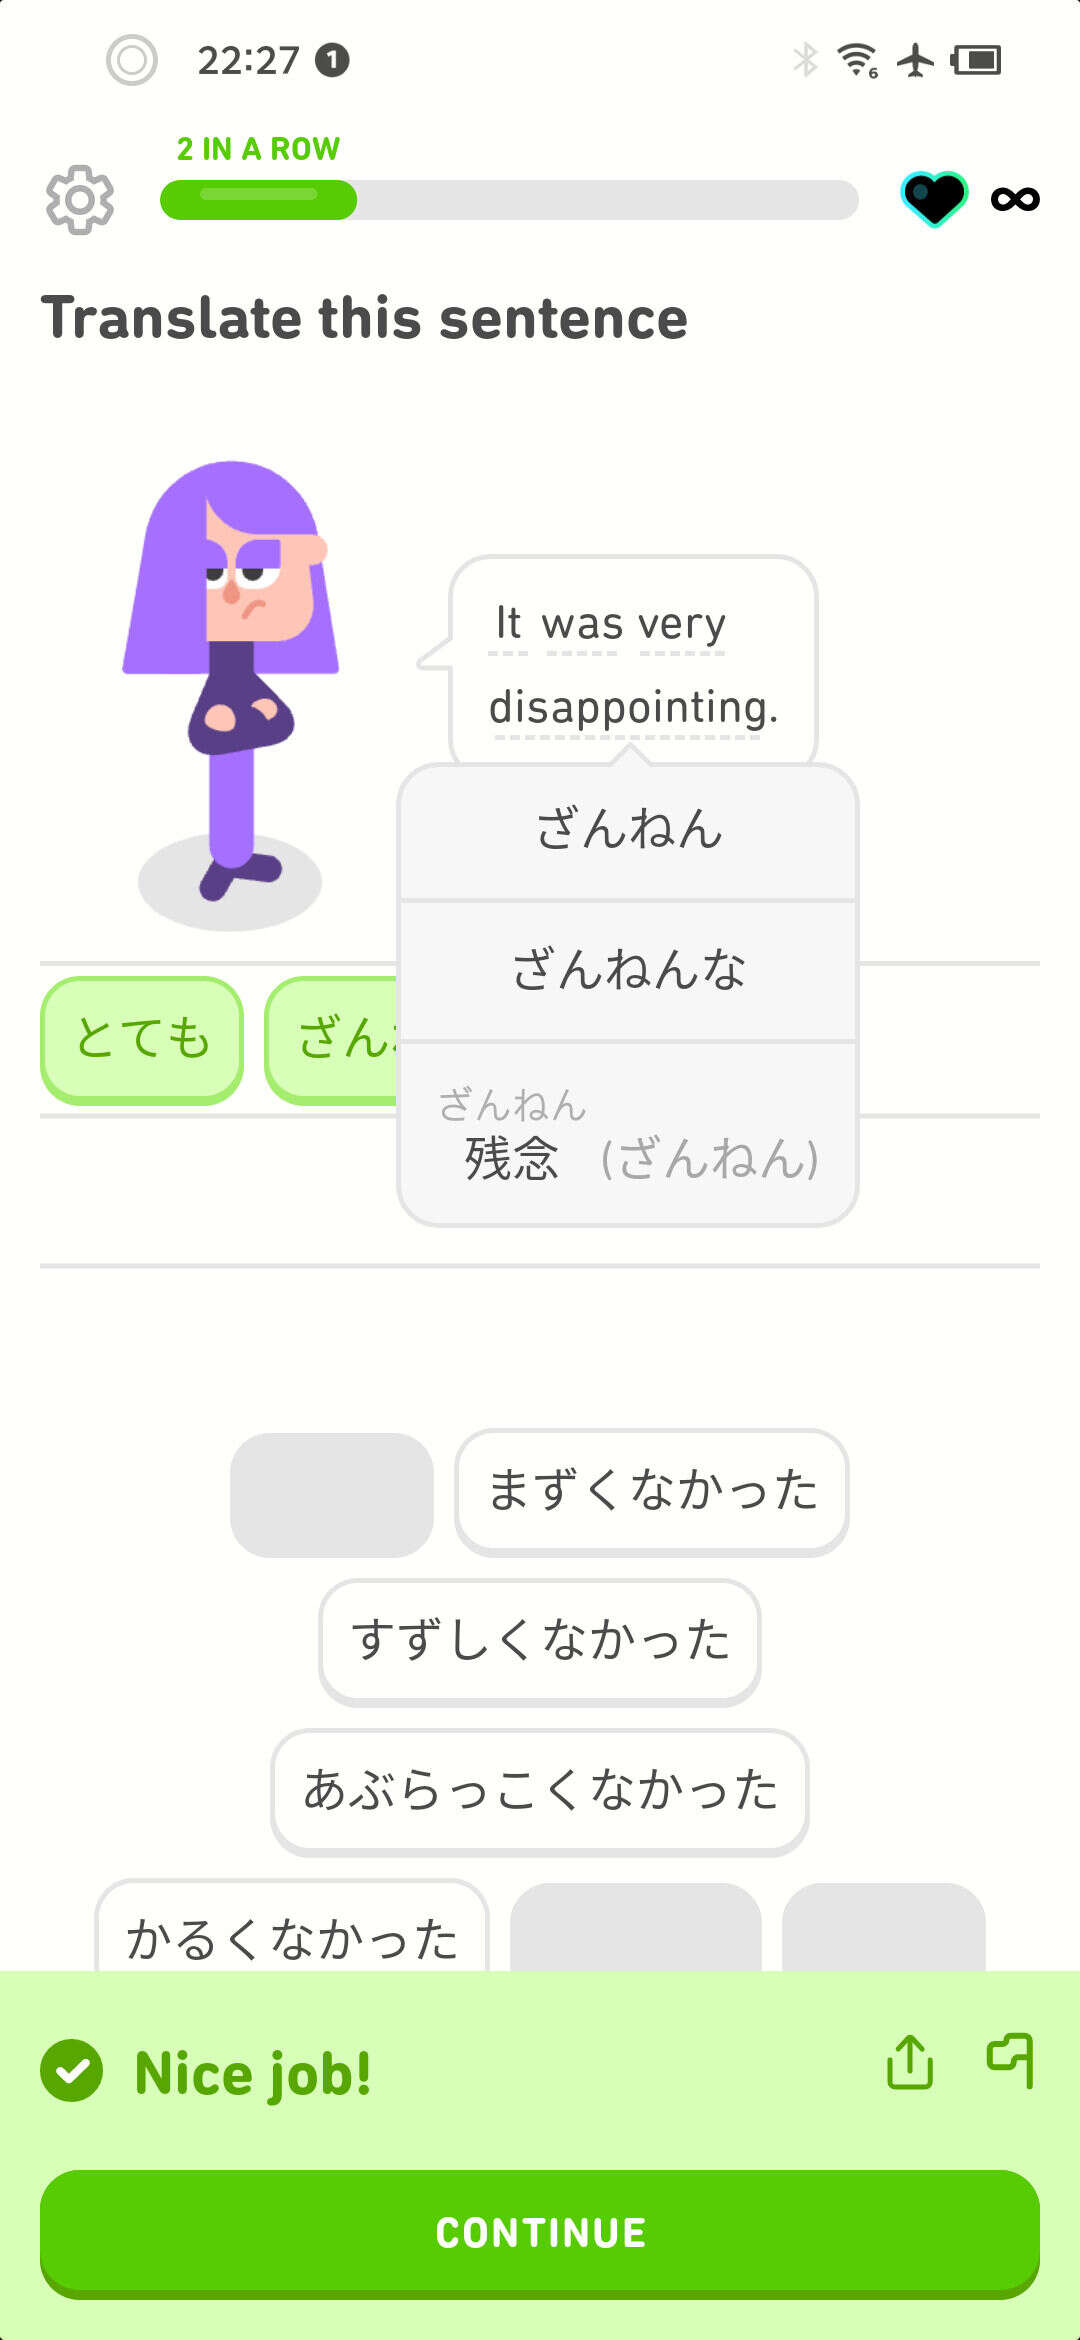 22:27 1
6
2 IN A ROW
Translate this sentence
It was very
disappointing.
ざんねん
ざんねんな
ざんねん
残念 (ざんねん)
とても ざん
まずくなかった
すずしくなかった
あぶらっこくなかった
かるくなかった
Nice job!
CONTINUE